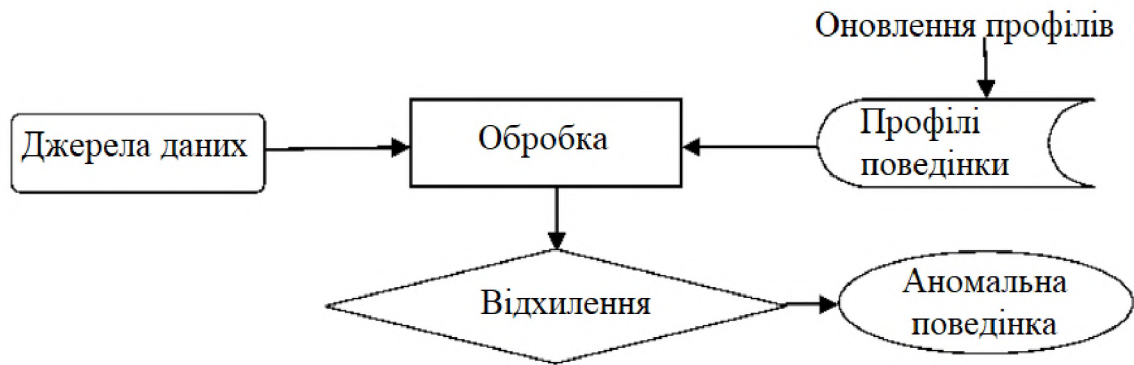 Оновлення профілів
Джерела даних
Обробка
Профілі
поведінки
Відхилення
Аномальна
поведінка